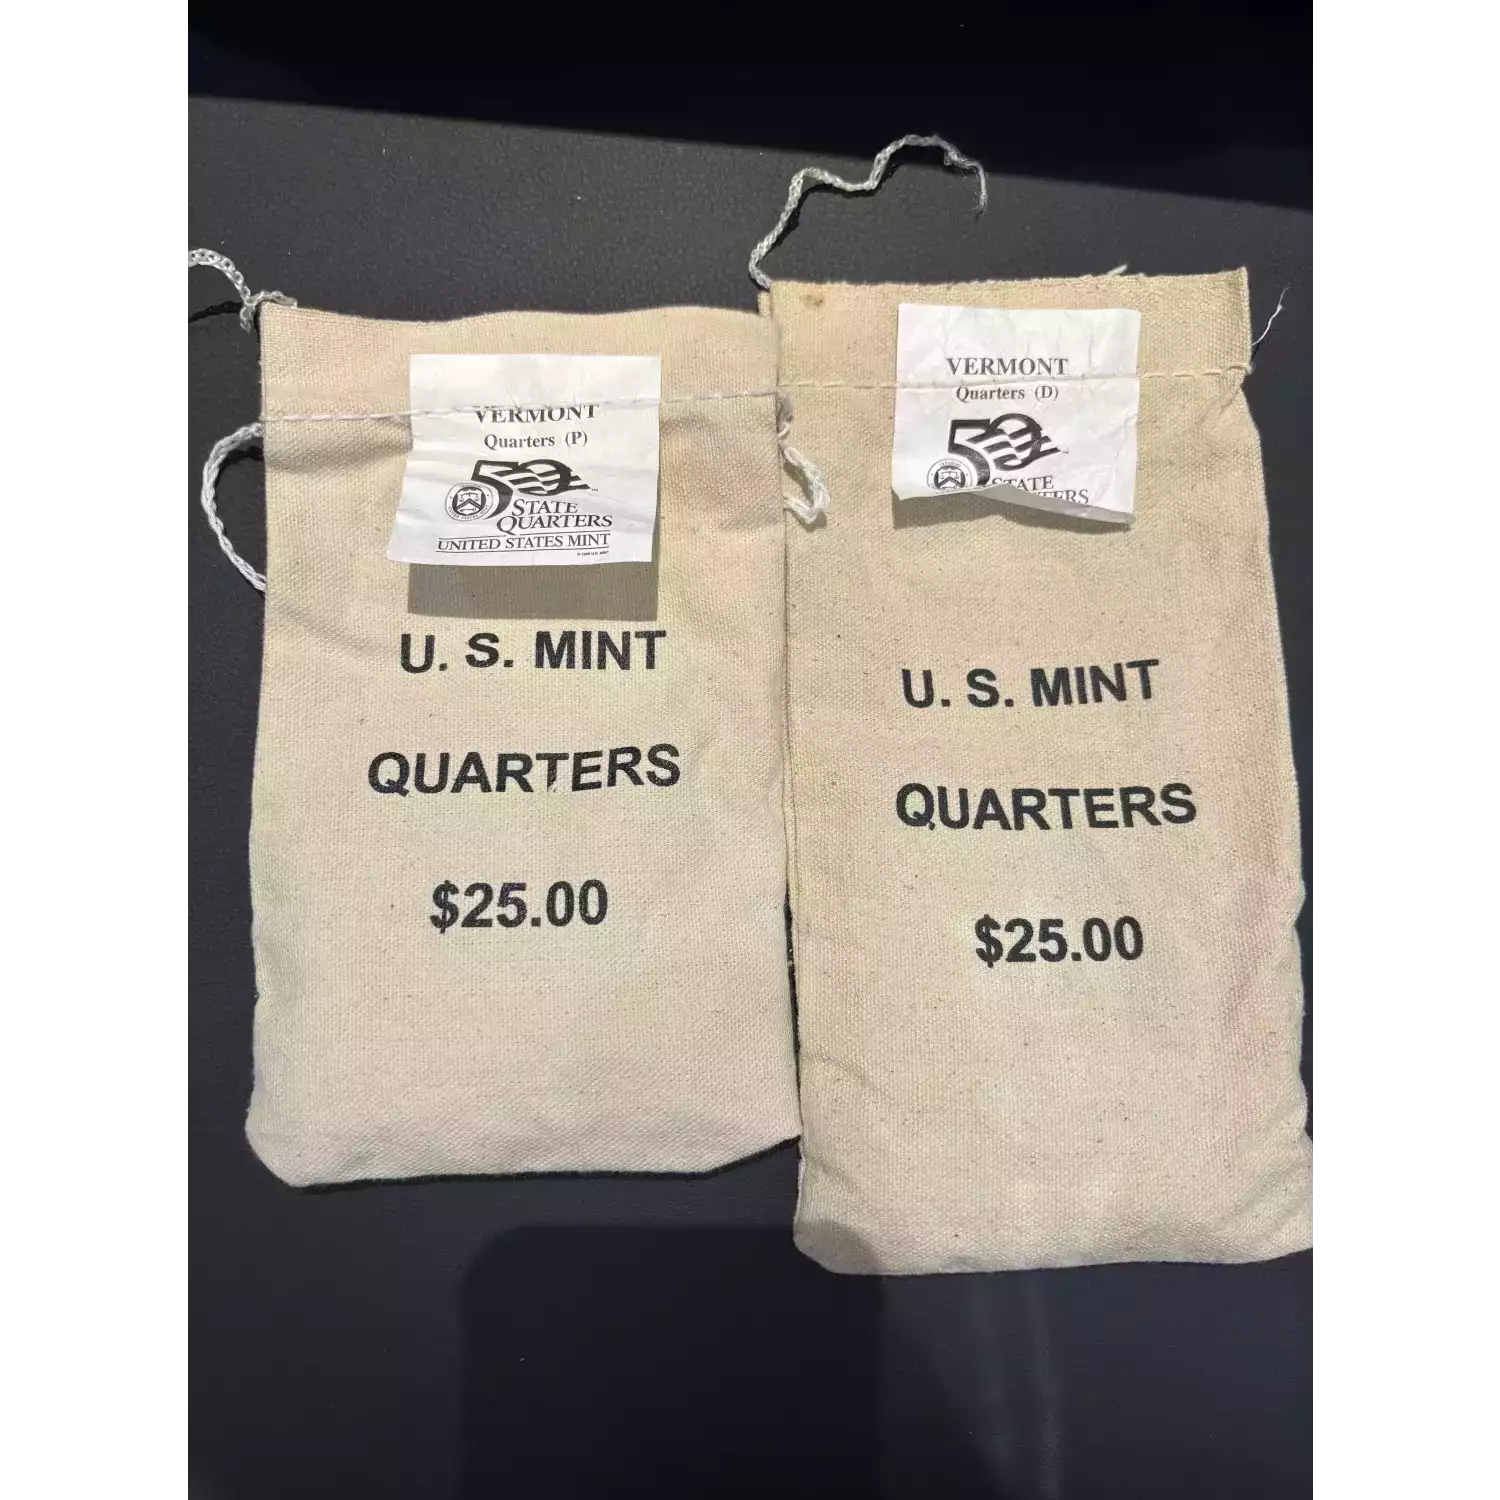 VERMONT
Quarters (P)
50
STATE
QUARTERS
UNITED STATES MINT
U. S. MINT
QUARTERS
$25.00
VERMONT
Quarters (D)
50
STATE
U. S. MINT
QUARTERS
$25.00